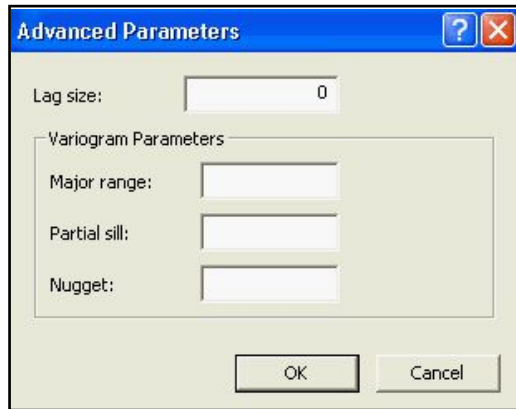 Advanced Parameters
Lag size: 0
Variogram Parameters
Major range:
Partial sill:
Nugget:
OK Cancel